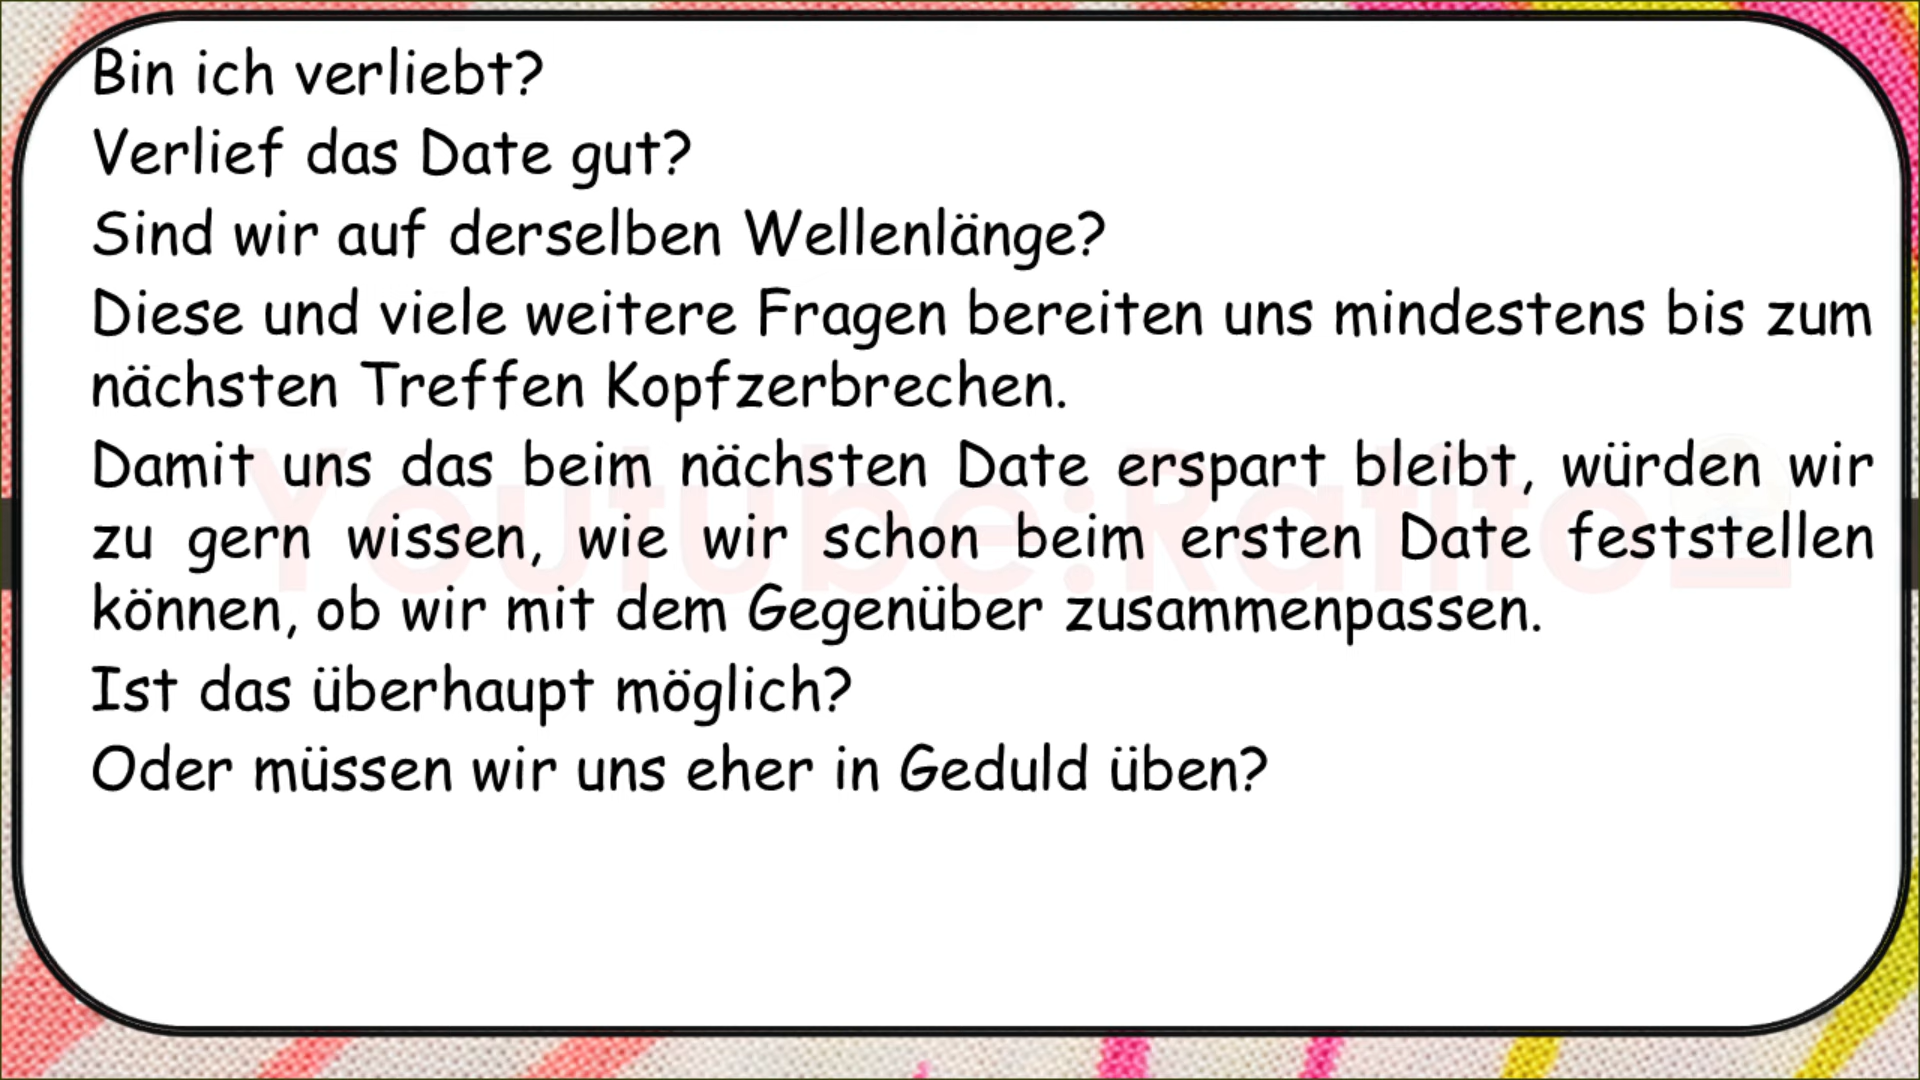 Bin ich verliebt?
Verlief das Date gut?
Sind wir auf derselben Wellenlänge?
Diese und viele weitere Fragen bereiten uns mindestens bis zum
nächsten Treffen Kopfzerbrechen.
Damit uns das beim nächsten Date erspart bleibt, würden wir
zu gern wissen, wie wir schon beim ersten Date feststellen
können, ob wir mit dem Gegenüber zusammenpassen.
Ist das überhaupt möglich?
Oder müssen wir uns eher in Geduld üben?